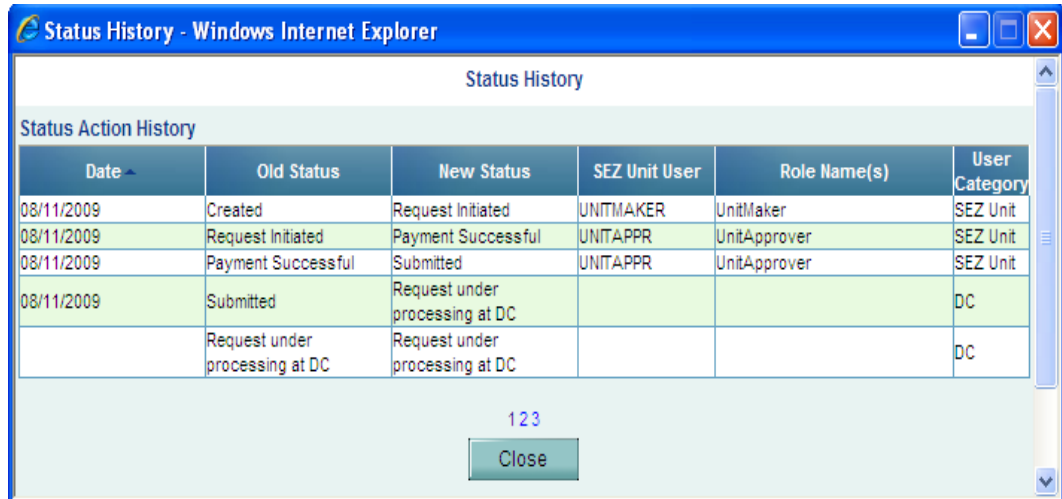 Status History - Windows Internet Explorer
Status History
Status Action History
Date Old Status New Status SEZ Unit User Role Name(s) User Category
08/11/2009 Created Request Initiated UNITMAKER UnitMaker SEZ Unit
08/11/2009 Request Initiated Payment Successful UNITAPPR UnitApprover SEZ Unit
08/11/2009 Payment Successful Submitted UNITAPPR UnitApprover SEZ Unit
08/11/2009 Submitted Request under processing at DC DC
Request under processing at DC Request under processing at DC DC
1 2 3
Close